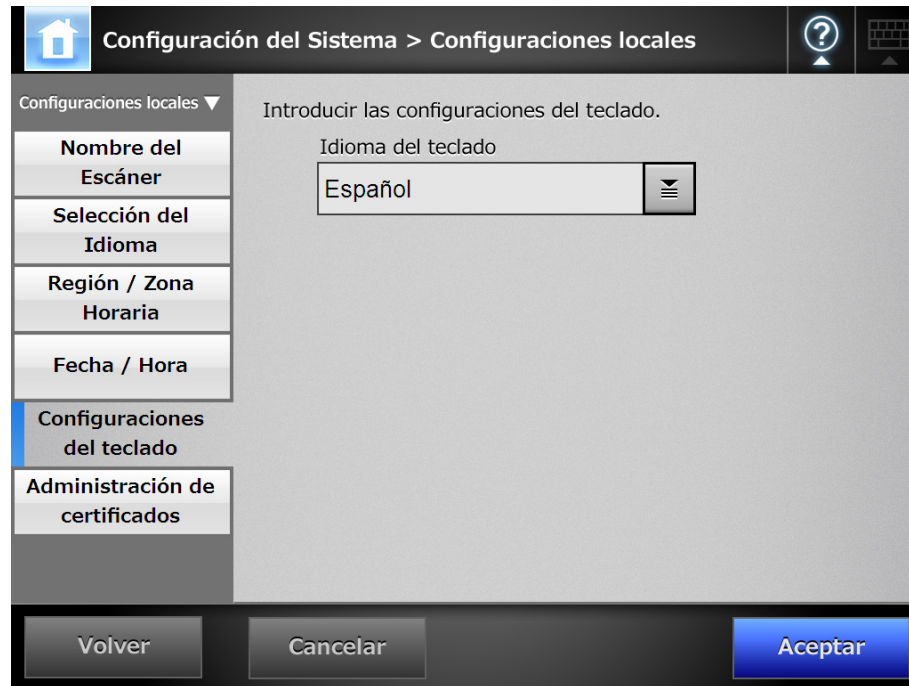 Configuración del Sistema > Configuraciones locales
?
Configuraciones locales ▼
Nombre del
Escáner
Selección del
Idioma
Región / Zona
Horaria
Fecha / Hora
Configuraciones
del teclado
Administración de
certificados
Introducir las configuraciones del teclado.
Idioma del teclado
Español
Volver
Cancelar
Aceptar